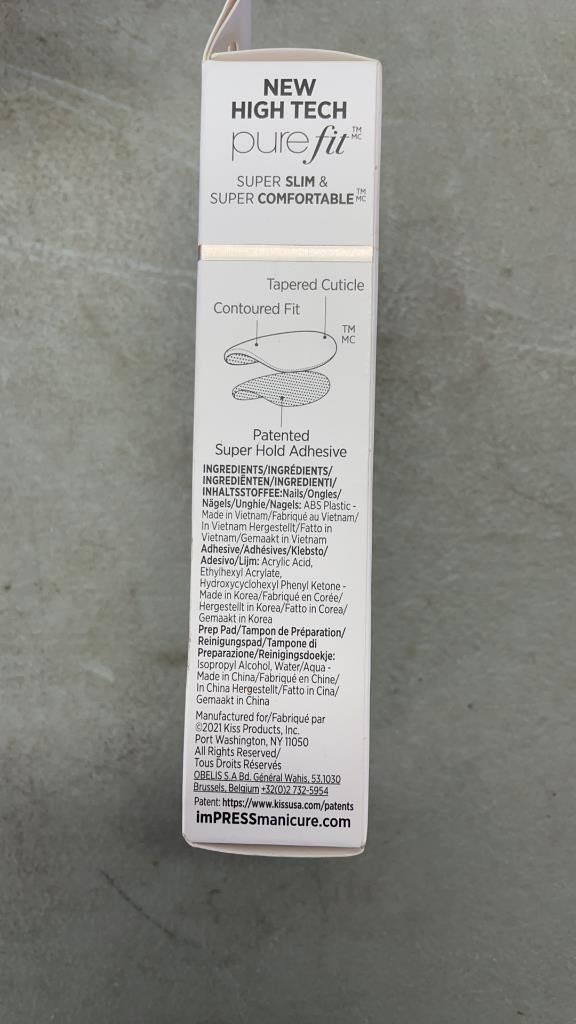 NEW
HIGH TECH
purefit™ MC
SUPER SLIM &
SUPER COMFORTABLE™ MC
Tapered Cuticle
Contoured Fit
TM
MC
Patented
Super Hold Adhesive
INGREDIENTS/INGRÉDIENTS/
INGREDIËNTEN/INGREDIENTI/
INHALTSSTOFFE:Nails/Ongles/
Nägels/Unghie/Nagels: ABS Plastic -
Made in Vietnam/Fabriqué au Vietnam/
In Vietnam Hergestellt/Fatto in
Vietnam/Gemaakt in Vietnam
Adhesive/Adhésives/Klebsto/
Adesivo/Lijm: Acrylic Acid,
Ethylhexyl Acrylate,
Hydroxycyclohexyl Phenyl Ketone -
Made in Korea/Fabriqué en Corée/
Hergestellt in Korea/Fatto in Corea/
Gemaakt in Korea
Prep Pad/Tampon de Préparation/
Reinigungspad/Tampone di
Preparazione/Reinigingsdoekje:
Isopropyl Alcohol, Water/Aqua -
Made in China/Fabriqué en Chine/
In China Hergestellt/Fatto in Cina/
Gemaakt in China
Manufactured for/Fabriqué par
©2021 Kiss Products, Inc.
Port Washington, NY 11050
All Rights Reserved/
Tous Droits Réservés
OBELIS S.A Bd. Général Wahis, 53,1030
Brussels, Belgium +32(0)2 732-5954
Patent: https://www.kissusa.com/patents
imPRESSmanicure.com